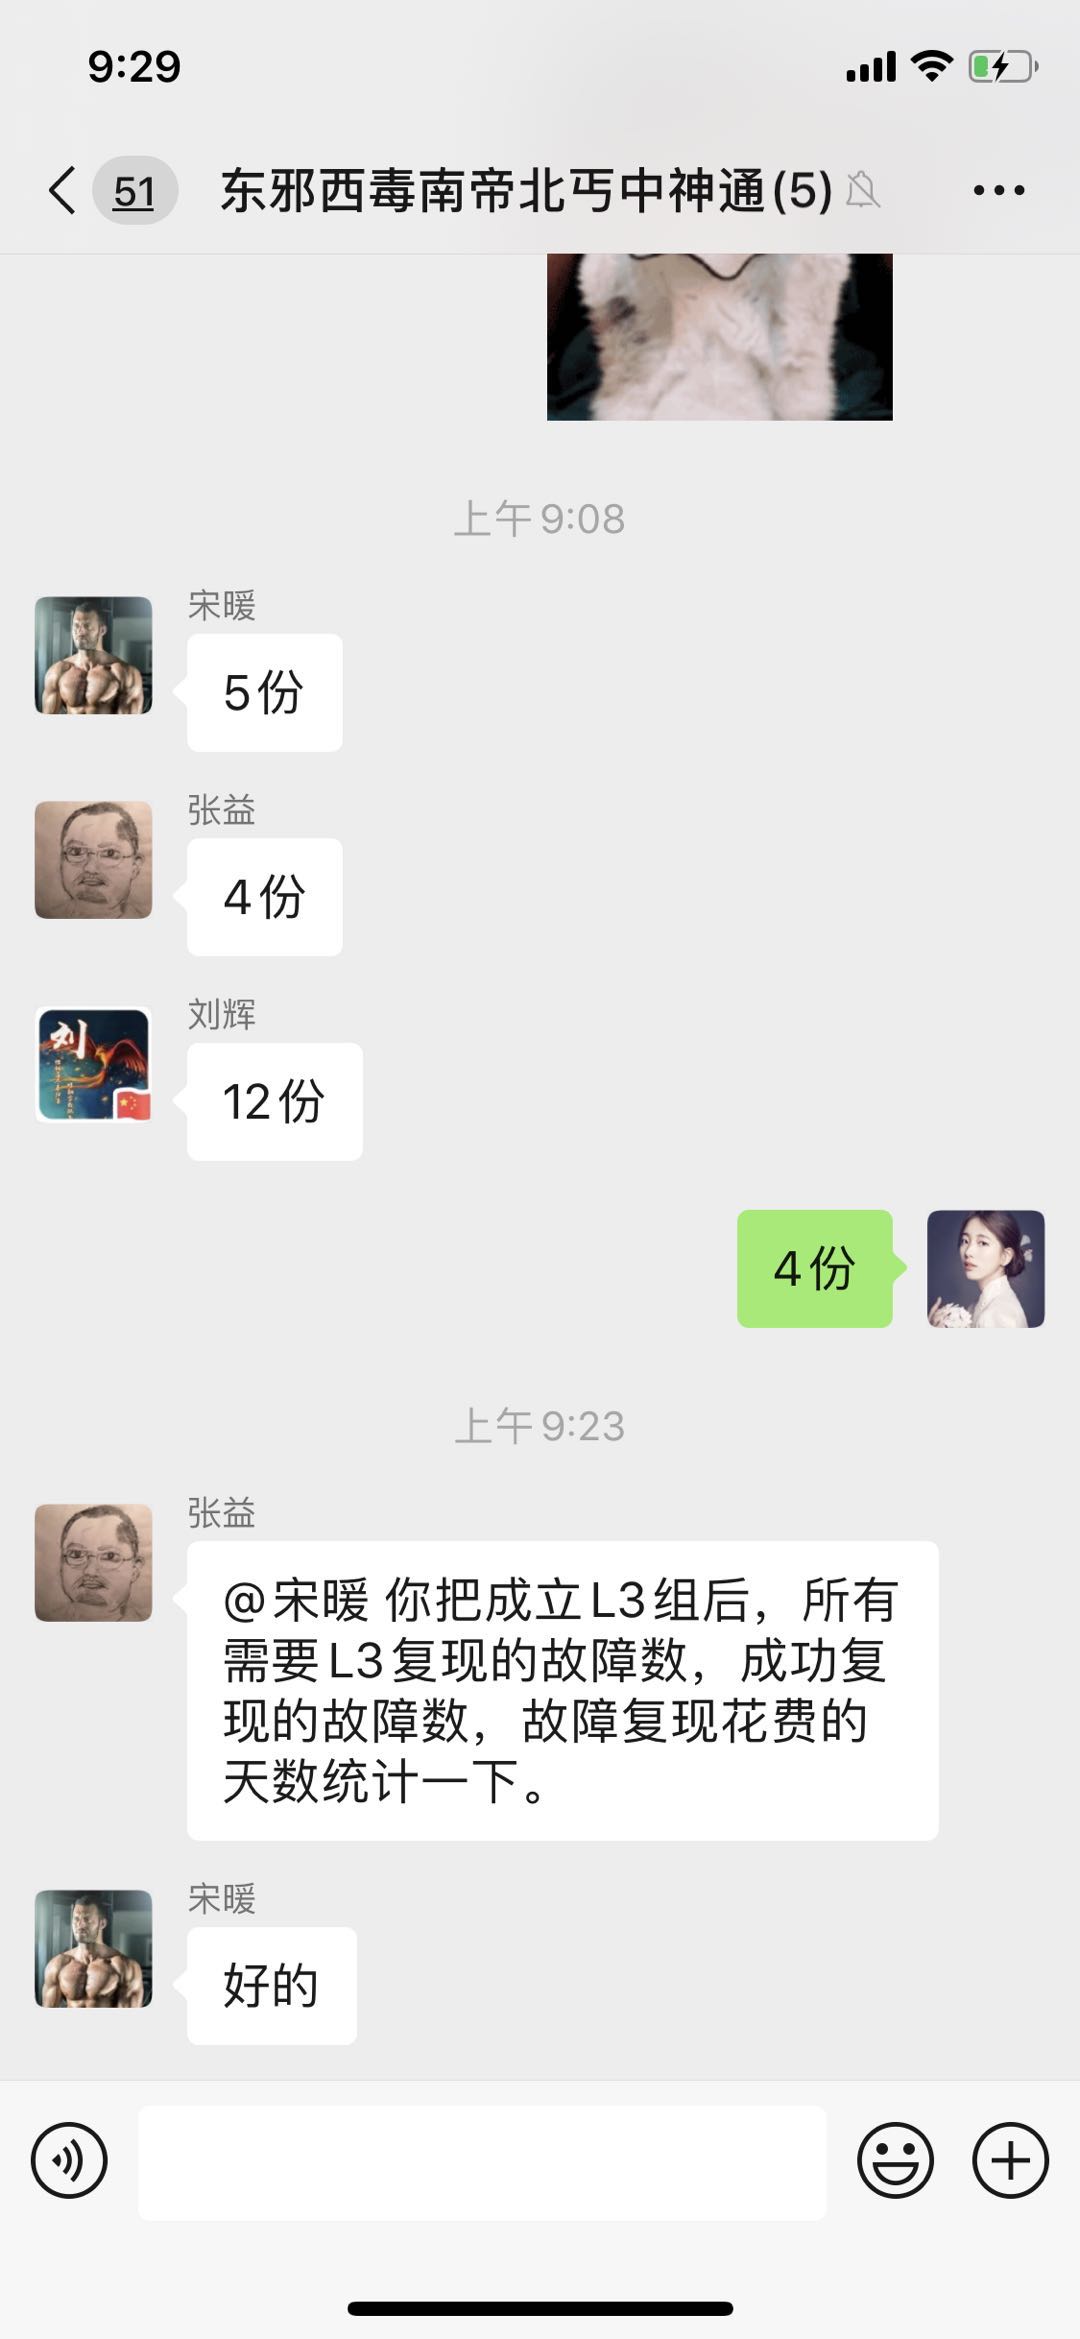 9:29
51 东邪西毒南帝北丐中神通(5)
上午 9:08
宋暖
5份
张益
4份
刘辉
刘
12份
4份
上午 9:23
张益
@宋暖 你把成立L3组后，所有
需要L3复现的故障数，成功复
现的故障数，故障复现花费的
天数统计一下。
宋暖
好的